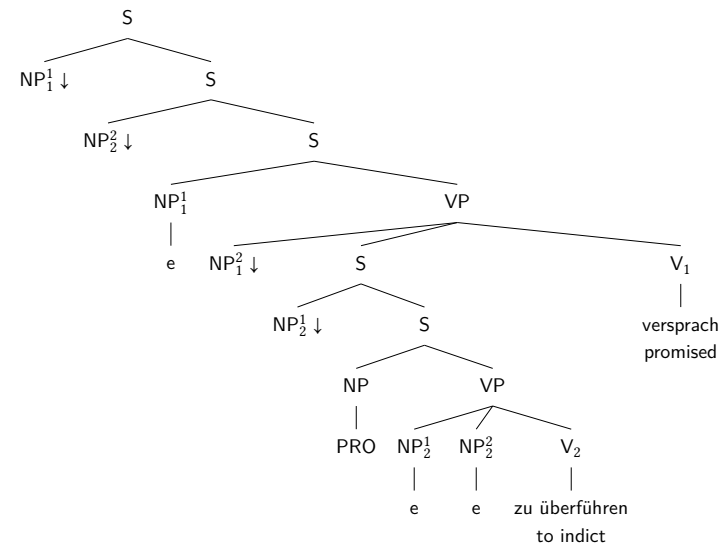 S
NP₁¹↓ S
NP₂²↓ S
NP₁¹ VP
e NP₁²↓ S V₁
NP₂¹↓ S versprach
promised
NP VP
PRO NP₂¹ NP₂² V₂
e e zu überführen
to indict